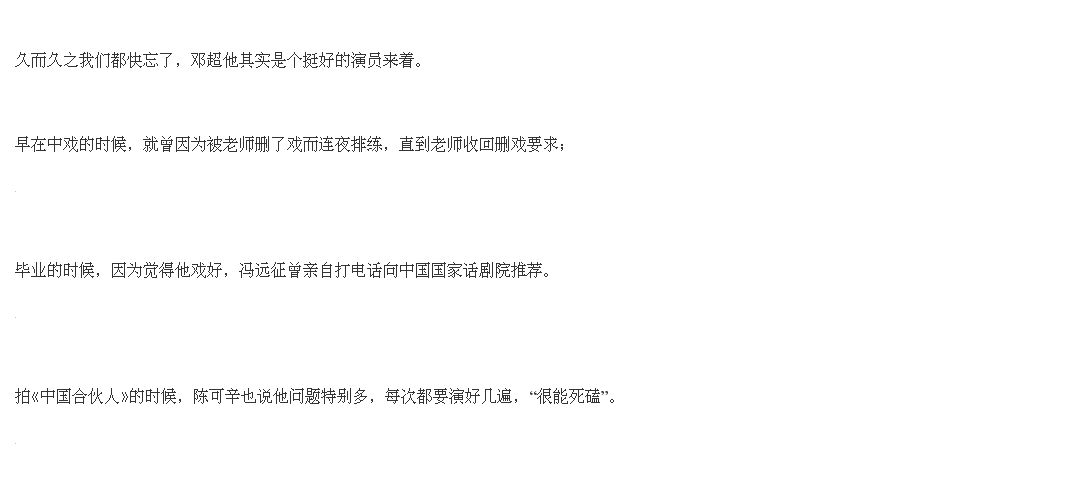 久而久之我们都快忘了，邓超他其实是个挺好的演员来着。
早在中戏的时候，就曾因为被老师删了戏而连夜排练，直到老师收回删戏要求；
毕业的时候，因为觉得他戏好，冯远征曾亲自打电话向中国国家话剧院推荐。
拍《中国合伙人》的时候，陈可辛也说他问题特别多，每次都要演好几遍，“很能死磕”。